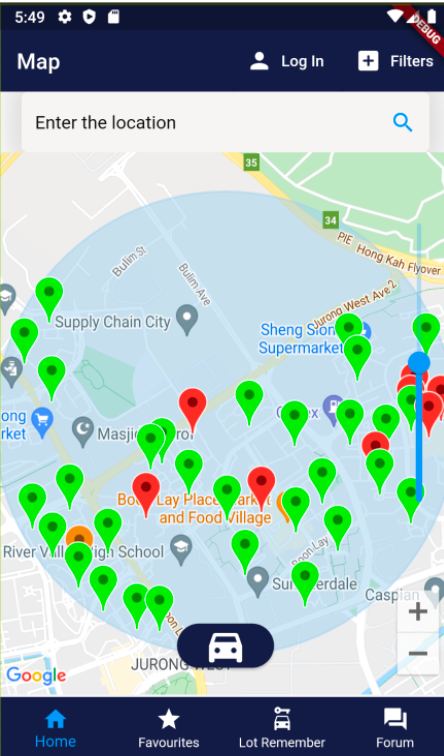 5:49
DEBUG
Map
Log In
Filters
Enter the location
35
34
PIE
Hong Kah Flyover
Bulim St
Bulim Ave
Jurong West Ave 2
Supply Chain City
Sheng Siong
Supermarket
ong
rket
Masjid
Boon Lay Place Market
and Food Village
River Valley High School
Boon Lay
Summerdale
Caspian
JURONG WEST
+
−
Google
Home
Favourites
Lot Remember
Forum